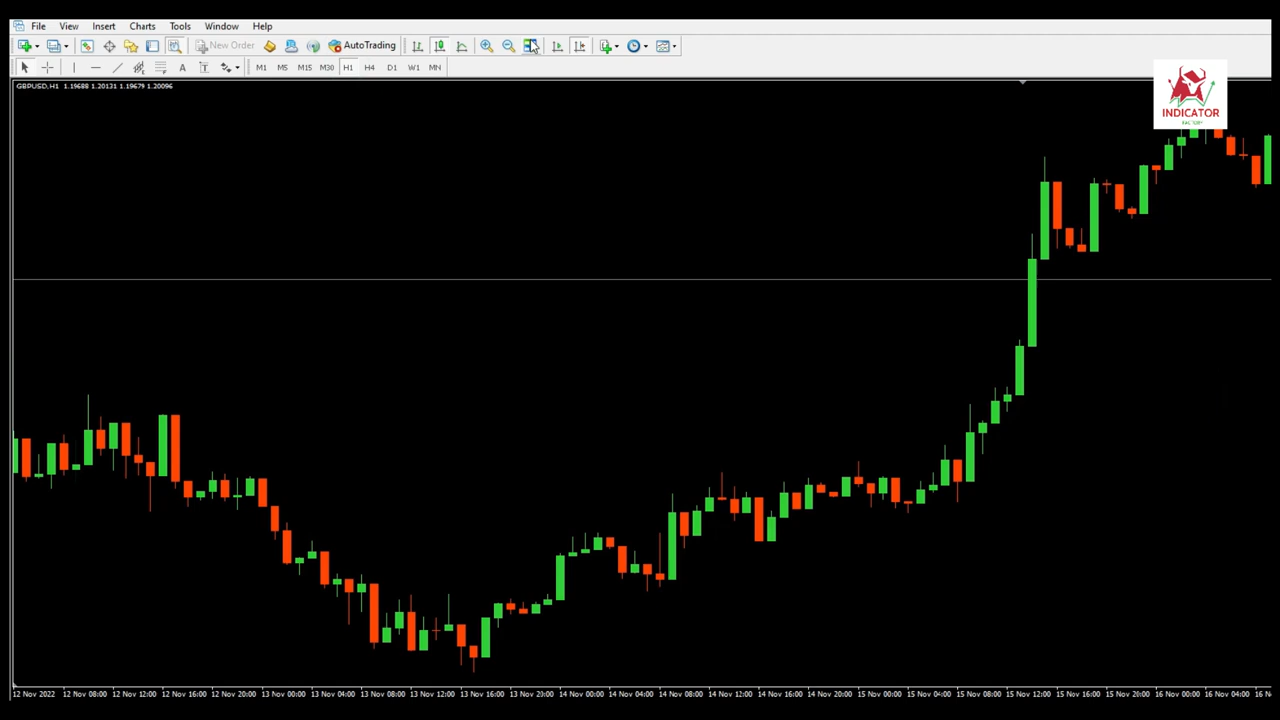 File View Insert Charts Tools Window Help
New Order AutoTrading
A T M1 M5 M15 M30 H1 H4 D1 W1 MN
GBPUSD,H1 1.19688 1.20131 1.19679 1.20096
INDICATOR
FACTORY
12 Nov 2022 12 Nov 08:00 12 Nov 12:00 12 Nov 16:00 12 Nov 20:00 13 Nov 00:00 13 Nov 04:00 13 Nov 08:00 13 Nov 12:00 13 Nov 16:00 13 Nov 20:00 14 Nov 00:00 14 Nov 04:00 14 Nov 08:00 14 Nov 12:00 14 Nov 16:00 14 Nov 20:00 15 Nov 00:00 15 Nov 04:00 15 Nov 08:00 15 Nov 12:00 15 Nov 16:00 15 Nov 20:00 16 Nov 00:00 16 Nov 04:00 16